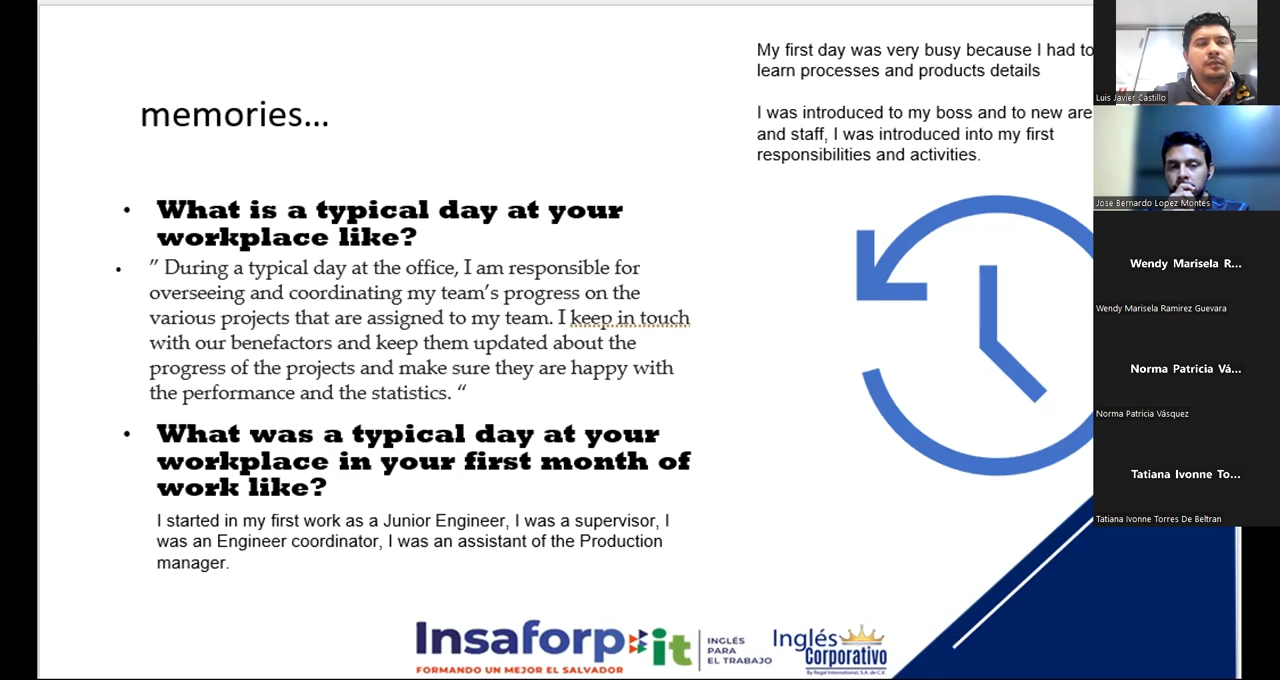 memories...
• What is a typical day at your
workplace like?
• ” During a typical day at the office, I am responsible for
overseeing and coordinating my team’s progress on the
various projects that are assigned to my team. I keep in touch
with our benefactors and keep them updated about the
progress of the projects and make sure they are happy with
the performance and the statistics. “
• What was a typical day at your
workplace in your first month of
work like?
I started in my first work as a Junior Engineer, I was a supervisor, I
was an Engineer coordinator, I was an assistant of the Production
manager.
My first day was very busy because I had to
learn processes and products details
I was introduced to my boss and to new are
and staff, I was introduced into my first
responsibilities and activities.
Insaforp it
FORMANDO UN MEJOR EL SALVADOR
INGLÉS
PARA
EL TRABAJO
Inglés
Corporativo
By Regal International, S.A. de C.V.
Luis Javier Castillo
Jose Bernardo Lopez Montes
Wendy Marisela R...
Wendy Marisela Ramirez Guevara
Norma Patricia Vá...
Norma Patricia Vásquez
Tatiana Ivonne To...
Tatiana Ivonne Torres De Beltran